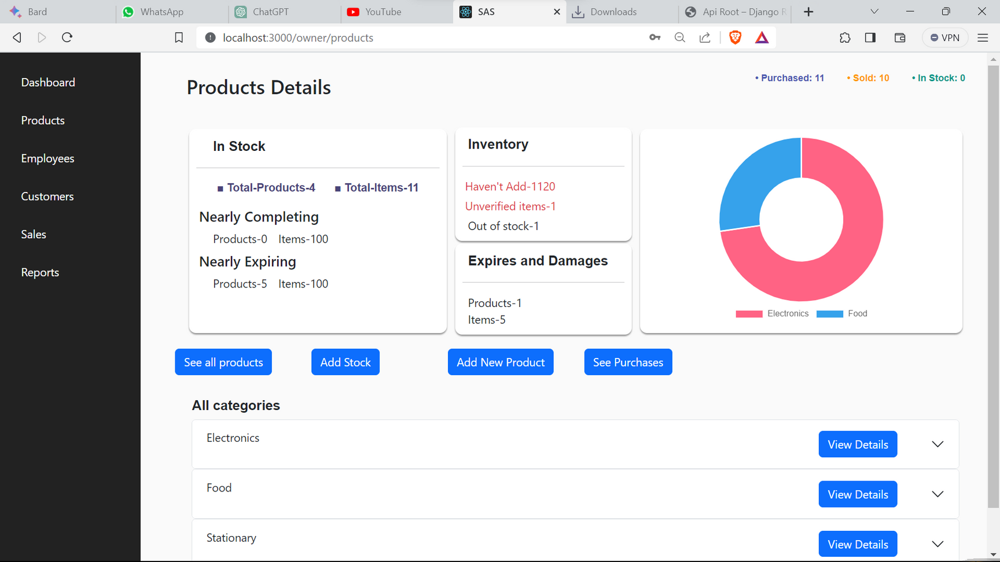 Bard
WhatsApp
ChatGPT
YouTube
SAS
Downloads
Api Root – Django R
localhost:3000/owner/products
VPN
Dashboard
Products
Employees
Customers
Sales
Reports
Products Details
• Purchased: 11
• Sold: 10
• In Stock: 0
In Stock
■ Total-Products-4 ■ Total-Items-11
Nearly Completing
Products-0 Items-100
Nearly Expiring
Products-5 Items-100
Inventory
Haven't Add-1120
Unverified items-1
Out of stock-1
Expires and Damages
Products-1
Items-5
Electronics Food
See all products
Add Stock
Add New Product
See Purchases
All categories
Electronics
View Details
Food
View Details
Stationary
View Details